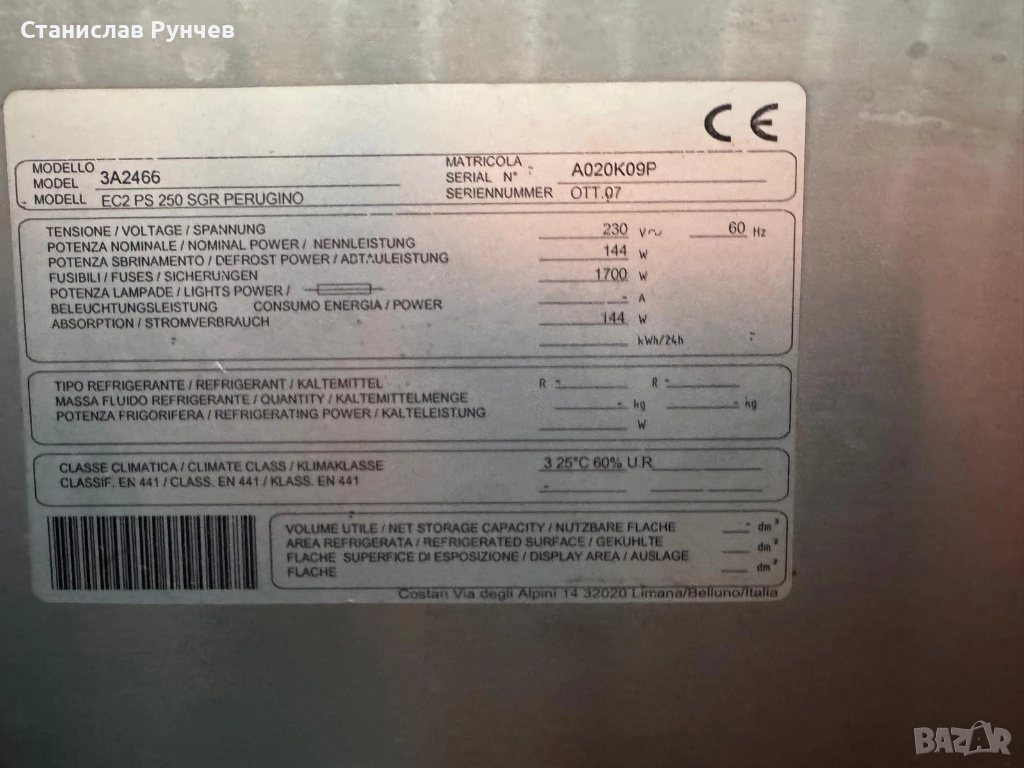 Станислав Рунчев
CE
MODELLO
MODEL 3A2466
MODELL EC2 PS 250 SGR PERUGINO
MATRICOLA
SERIAL N° A020K09P
SERIENNUMMER OTT.07
TENSIONE / VOLTAGE / SPANNUNG 230 V~ 60 Hz
POTENZA NOMINALE / NOMINAL POWER / NENNLEISTUNG 144 W
POTENZA SBRINAMENTO / DEFROST POWER / ABTAULEISTUNG 1700 W
FUSIBILI / FUSES / SICHERUNGEN - A
POTENZA LAMPADE / LIGHTS POWER / 144 W
BELEUCHTUNGSLEISTUNG CONSUMO ENERGIA / POWER
ABSORPTION / STROMVERBRAUCH kWh/24h
TIPO REFRIGERANTE / REFRIGERANT / KALTEMITTEL R - R -
MASSA FLUIDO REFRIGERANTE / QUANTITY / KALTEMITTELMENGE - kg - kg
POTENZA FRIGORIFERA / REFRIGERATING POWER / KALTELEISTUNG W
CLASSE CLIMATICA / CLIMATE CLASS / KLIMAKLASSE 3 25°C 60% U.R.
CLASSIF. EN 441 / CLASS. EN 441 / KLASS. EN 441 -
VOLUME UTILE / NET STORAGE CAPACITY / NUTZBARE FLACHE - dm³
AREA REFRIGERATA / REFRIGERATED SURFACE / GEKUHLTE dm²
FLACHE SUPERFICE DI ESPOSIZIONE / DISPLAY AREA / AUSLAGE
FLACHE dm²
Costan Via degli Alpini 14 32020 Limana/Belluno/Italia
BAZAR